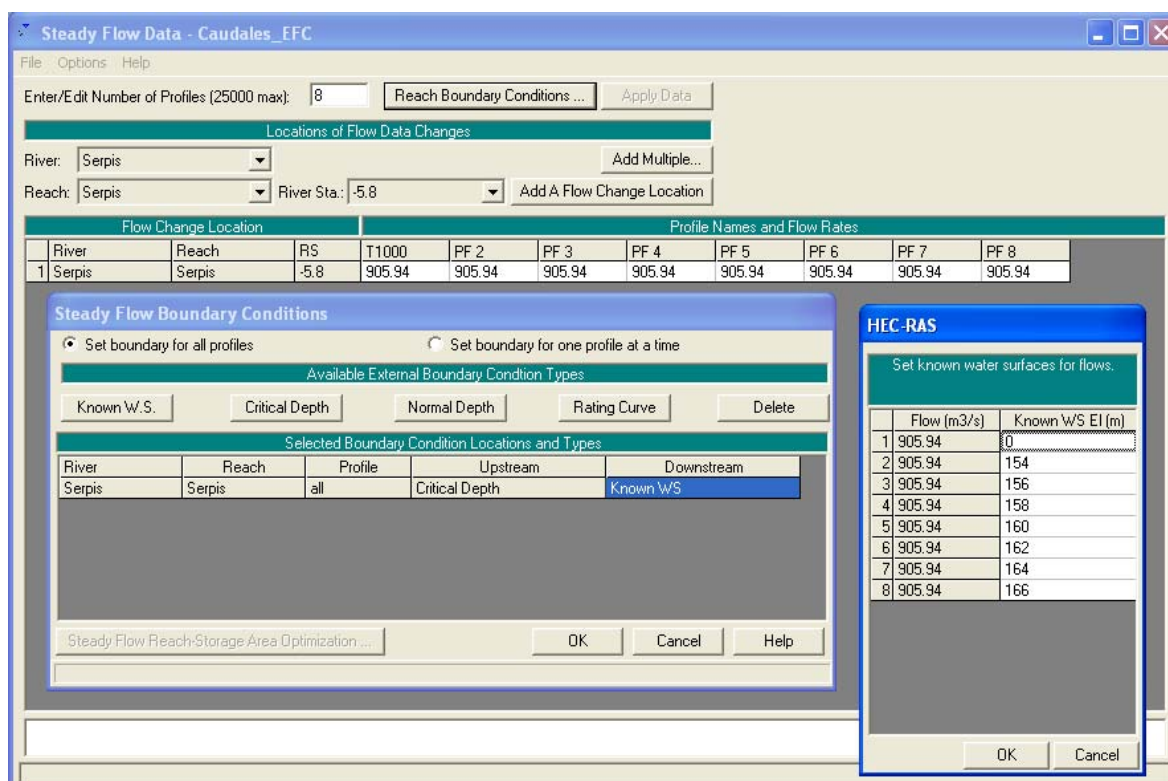 Steady Flow Data - Caudales_EFC
File Options Help
Enter/Edit Number of Profiles (25000 max): 8 Reach Boundary Conditions ... Apply Data
Locations of Flow Data Changes
River: Serpis Add Multiple...
Reach: Serpis River Sta.: -5.8 Add A Flow Change Location
Flow Change Location Profile Names and Flow Rates
River Reach RS T1000 PF 2 PF 3 PF 4 PF 5 PF 6 PF 7 PF 8
1 Serpis Serpis -5.8 905.94 905.94 905.94 905.94 905.94 905.94 905.94 905.94
Steady Flow Boundary Conditions
Set boundary for all profiles Set boundary for one profile at a time
Available External Boundary Condtion Types
Known W.S. Critical Depth Normal Depth Rating Curve Delete
Selected Boundary Condition Locations and Types
River Reach Profile Upstream Downstream
Serpis Serpis all Critical Depth Known WS
Steady Flow Reach-Storage Area Optimization ... OK Cancel Help
HEC-RAS
Set known water surfaces for flows.
Flow (m3/s) Known WS El (m)
1 905.94 0
2 905.94 154
3 905.94 156
4 905.94 158
5 905.94 160
6 905.94 162
7 905.94 164
8 905.94 166
OK Cancel